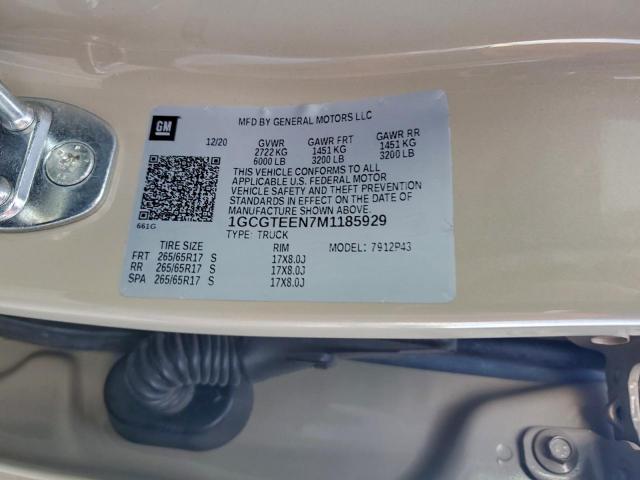 GM
MFD BY GENERAL MOTORS LLC
12/20 GVWR GAWR FRT GAWR RR
2722 KG 1451 KG 1451 KG
6000 LB 3200 LB 3200 LB
THIS VEHICLE CONFORMS TO ALL
APPLICABLE U.S. FEDERAL MOTOR
VEHICLE SAFETY AND THEFT PREVENTION
STANDARDS IN EFFECT ON THE DATE OF
MANUFACTURE SHOWN ABOVE.
661G
1GCGTEEN7M1185929
TYPE: TRUCK
TIRE SIZE RIM MODEL: 7912P43
FRT 265/65R17 S 17X8.0J
RR 265/65R17 S 17X8.0J
SPA 265/65R17 S 17X8.0J